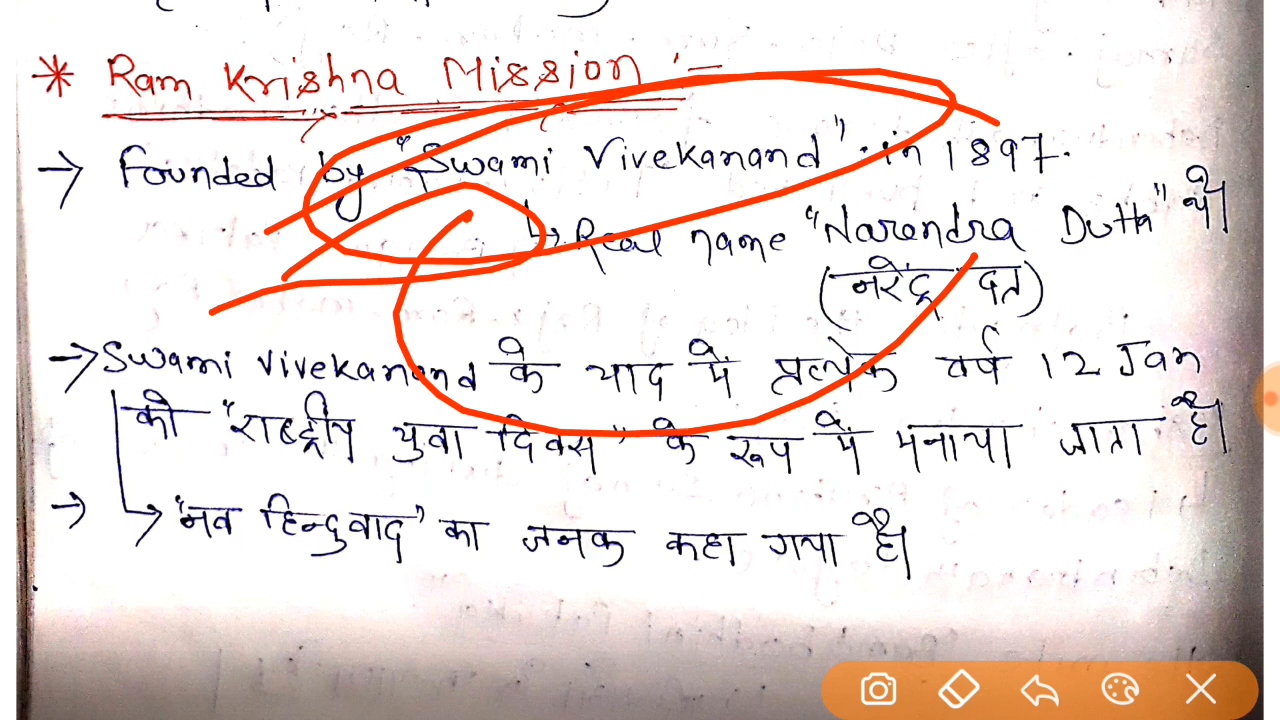 * Ram Krishna Mission :-
→ Founded by "Swami Vivekanand" in 1897.
↳ Real name "Narendra Dutta" थे।
(नरेंद्र दत्त)
→ Swami Vivekanand के याद में प्रत्येक वर्ष 12 Jan
को "राष्ट्रीय युवा दिवस" के रूप में मनाया जाता है।
→ → "नव हिन्दुवाद" का जनक कहा गया है।